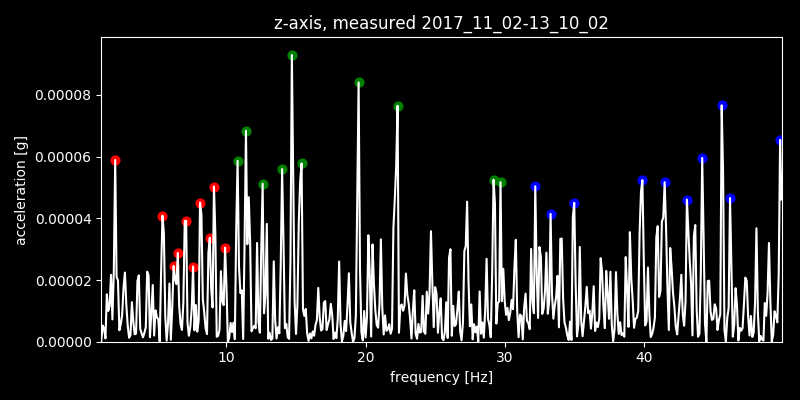 z-axis, measured 2017_11_02-13_10_02
acceleration [g]
0.00008
0.00006
0.00004
0.00002
0.00000
10 20 30 40
frequency [Hz]